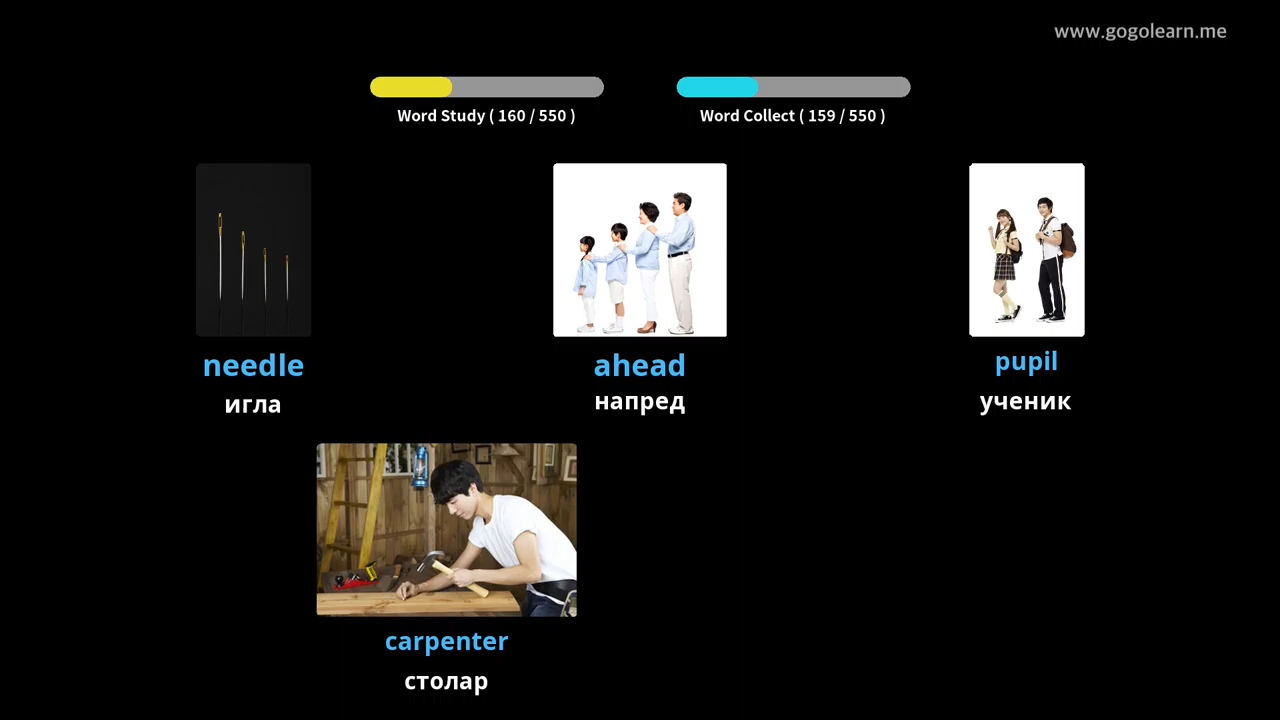 www.gogolearn.me
Word Study ( 160 / 550 )
Word Collect ( 159 / 550 )
needle
игла
ahead
напред
pupil
ученик
carpenter
столар